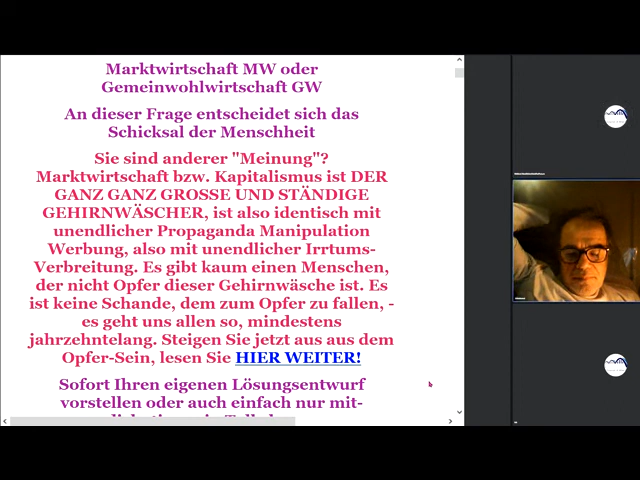 Marktwirtschaft MW oder
Gemeinwohlwirtschaft GW
An dieser Frage entscheidet sich das
Schicksal der Menschheit
Sie sind anderer "Meinung"?
Marktwirtschaft bzw. Kapitalismus ist DER
GANZ GANZ GROSSE UND STÄNDIGE
GEHIRNWÄSCHER, ist also identisch mit
unendlicher Propaganda Manipulation
Werbung, also mit unendlicher Irrtums-
Verbreitung. Es gibt kaum einen Menschen,
der nicht Opfer dieser Gehirnwäsche ist. Es
ist keine Schande, dem zum Opfer zu fallen, -
es geht uns allen so, mindestens
jahrzehntelang. Steigen Sie jetzt aus aus dem
Opfer-Sein, lesen Sie HIER WEITER!
Sofort Ihren eigenen Lösungsentwurf
vorstellen oder auch einfach nur mit-